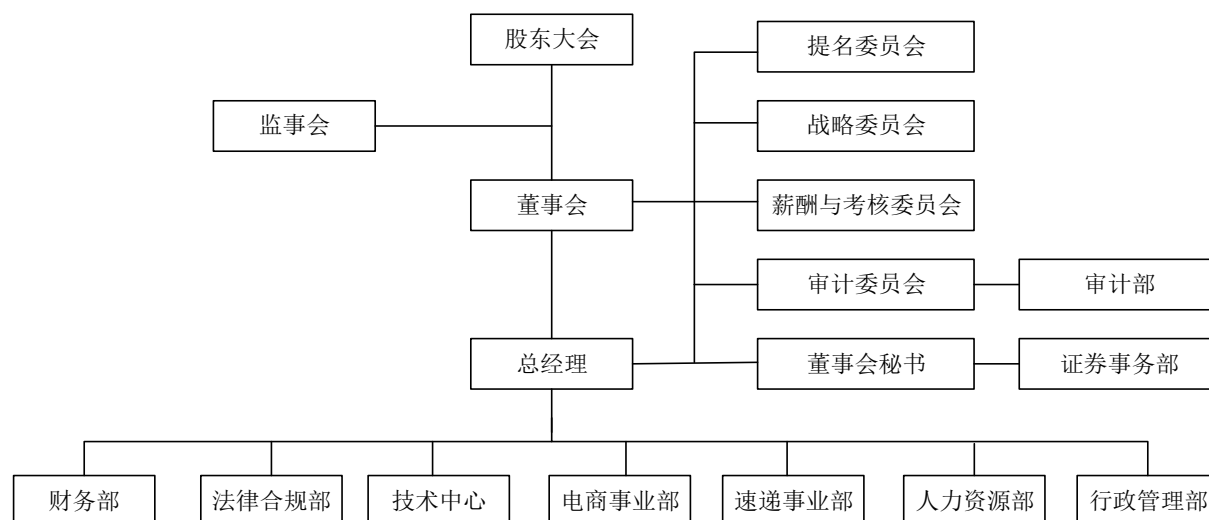 股东大会
提名委员会
监事会
战略委员会
董事会
薪酬与考核委员会
审计委员会
审计部
总经理
董事会秘书
证券事务部
财务部
法律合规部
技术中心
电商事业部
速递事业部
人力资源部
行政管理部